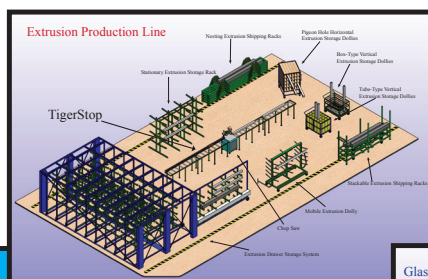 Extrusion Production Line
Nesting Extrusion Shipping Racks
Pigeon Hole Horizontal
Extrusion Storage Dollies
Box-Type Vertical
Extrusion Storage Dollies
Stationary Extrusion Storage Rack
Tube-Type Vertical
Extrusion Storage Dollies
TigerStop
Stackable Extrusion Shipping Racks
Mobile Extrusion Dolly
Chop Saw
Extrusion Drawer Storage System
Glas